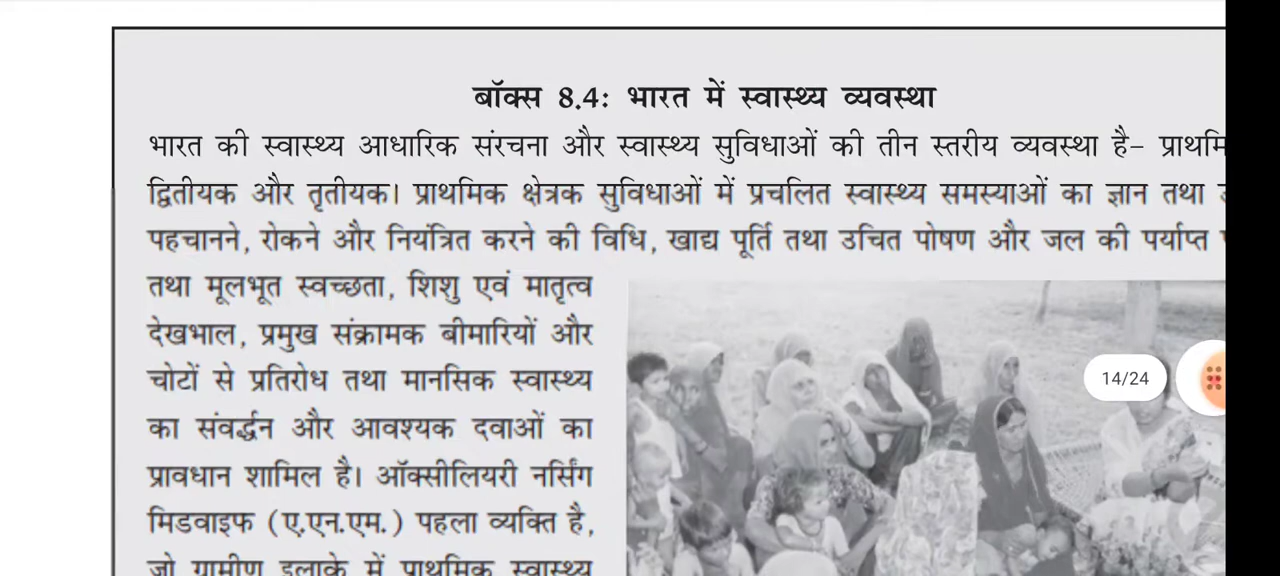 बॉक्स 8.4: भारत में स्वास्थ्य व्यवस्था
भारत की स्वास्थ्य आधारिक संरचना और स्वास्थ्य सुविधाओं की तीन स्तरीय व्यवस्था है- प्राथमि
द्वितीयक और तृतीयक। प्राथमिक क्षेत्रक सुविधाओं में प्रचलित स्वास्थ्य समस्याओं का ज्ञान तथा
पहचानने, रोकने और नियंत्रित करने की विधि, खाद्य पूर्ति तथा उचित पोषण और जल की पर्याप्त
तथा मूलभूत स्वच्छता, शिशु एवं मातृत्व
देखभाल, प्रमुख संक्रामक बीमारियों और
चोटों से प्रतिरोध तथा मानसिक स्वास्थ्य
का संवर्द्धन और आवश्यक दवाओं का
प्रावधान शामिल है। ऑक्सीलियरी नर्सिंग
मिडवाइफ (ए.एन.एम.) पहला व्यक्ति है,
जो ग्रामीण इलाके में प्राथमिक स्वास्थ्य
14/24